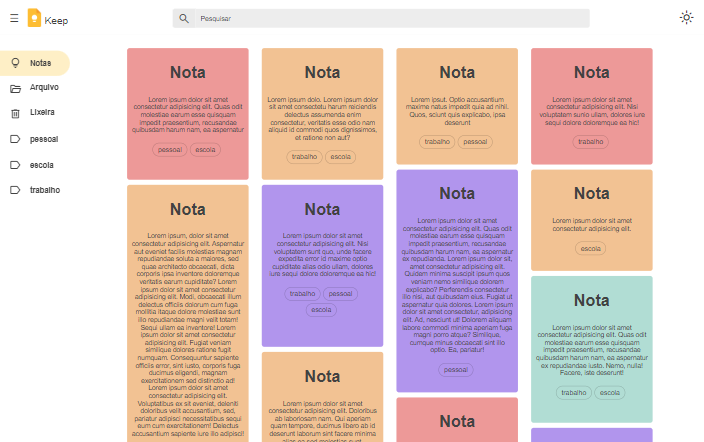 Keep
Pesquisar
Notas
Arquivo
Lixeira
pessoal
escola
trabalho
Nota
Lorem ipsum dolor sit amet
consectetur adipisicing elit. Quas odit
molestiae earum esse quisquam
impedit praesentium, recusandae
quibusdam harum nam, ea aspernatur
pessoal
escola
Nota
Lorem ipsum dolo. Lorem ipsum dolor
sit amet consectetu harum reiciendis
delectus assumenda enim
consectetur, veritatis esse odio nam
aliquid id commodi quos dignissimos,
et ratione non aut?
trabalho
escola
Nota
Lorem ipsut. Optio accusantium
maxime natus impedit quia ad nihil.
Quos, sciunt quis explicabo, ipsa
deserunt
trabalho
pessoal
Nota
Lorem ipsum dolor sit amet
consectetur adipisicing elit. Nisi
voluptatem sunio ullam, dolores iure
sequi dolore doloremque ea hic!
trabalho
Nota
Lorem ipsum, dolor sit amet
consectetur adipisicing elit. Aspernatur
aut eveniet facilis molestias magnam
repudiandae soluta a maiores, sed
quae architecto obcaecati, dicta
corporis ipsa inventore doloremque
veritatis earum cupiditate? Lorem
ipsum dolor sit amet consectetur
adipisicing elit. Modi, obcaecati illum
delectus officiis dolorum cum fuga
mollitia itaque ducimus molestiae sunt
illo repudiandae magni velit totam!
Sequi ullam ea inventore! Lorem
ipsum dolor sit amet consectetur
adipisicing elit. Fugiat veniam
similique dolores ratione fugit
numquam. Consequuntur sapiente
officiis error, sint iusto, corporis fuga
ducimus eligendi, magnam
exercitationem sed distinctio ad!
Lorem ipsum dolor sit amet
consectetur adipisicing elit.
Voluptatibus ex sit eveniet, deleniti
doloribus velit accusantium, sed,
pariatur adipisci necessitatibus sequi
eum cum exercitationem! Delectus
accusantium sapiente iure illo adipisci!
Nota
Lorem ipsum dolor sit amet
consectetur adipisicing elit. Nisi
voluptatem sunt quo, unde facere
expedita error id maxime optio
cupiditate alias odio ullam, dolores
iure sequi dolore doloremque ea hic!
trabalho
pessoal
escola
Nota
Lorem ipsum dolor sit amet
consectetur adipisicing elit. Quas odit
molestiae earum esse quisquam
impedit praesentium, recusandae
quibusdam harum nam, ea aspernatur
ex repudianda. Lorem ipsum dolor sit,
amet consectetur adipisicing elit.
Quidem minima suscipit ipsum quos
veniam nemo similique dolorem
explicabo? Perferendis consectetur
illo nisi, aut quibusdam eius. Fugiat ut
aspernatur quia dolores. Lorem ipsum
dolor sit amet consectetur adipisicing
elit. Ad, nesciunt ut! Dolorem aliquam
labore commodi minima aperiam fuga
magni porro atque? Similique,
cumque minus obcaecati sint illo
optio. Ea, pariatur!
pessoal
Nota
Lorem ipsum dolor sit amet
consectetur adipisicing elit.
escola
Nota
Lorem ipsum dolor sit amet
consectetur adipisicing elit. Quas odit
molestiae earum esse quisquam
impedit praesentium, recusandae
quibusdam harum nam. Nemo, nulla!
Facere, iste deserunt!
trabalho
escola
Nota
Lorem ipsum dolor sit amet
consectetur adipisicing elit. Doloribus
ab laboriosam nam. Qui aperiam
quam tempore, ducimus libero ab id
deserunt laborum sint facere minima
Nota